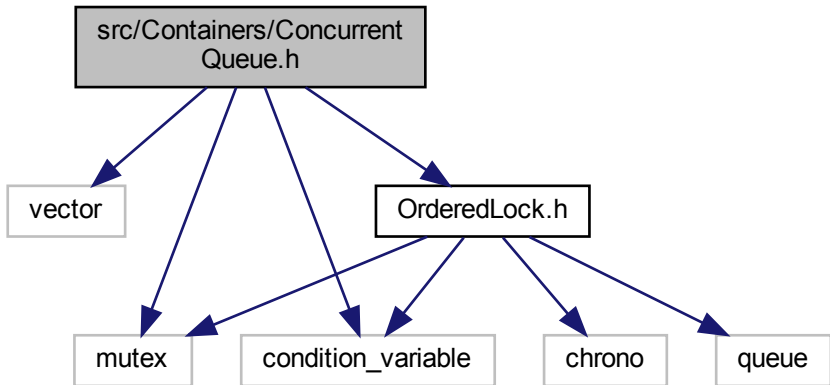 src/Containers/Concurrent
Queue.h
vector
OrderedLock.h
mutex
condition_variable
chrono
queue